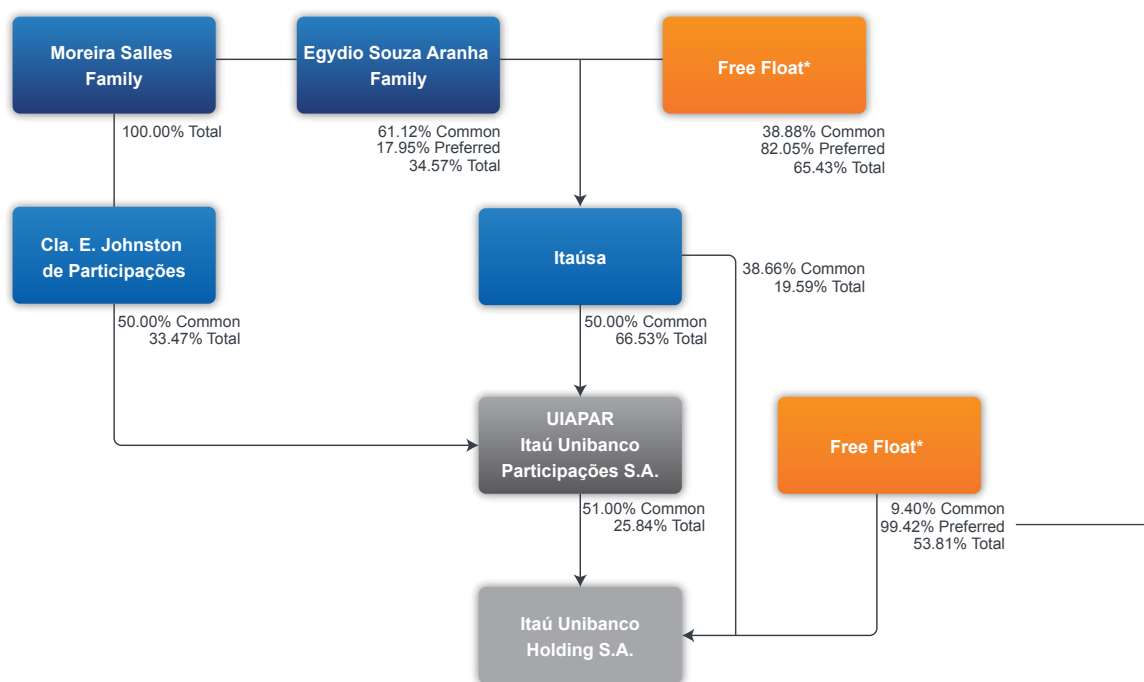 Moreira Salles
Family
Egydio Souza Aranha
Family
Free Float*
100.00% Total
61.12% Common
17.95% Preferred
34.57% Total
38.88% Common
82.05% Preferred
65.43% Total
Cla. E. Johnston
de Participações
Itaúsa
38.66% Common
19.59% Total
50.00% Common
33.47% Total
50.00% Common
66.53% Total
UIAPAR
Itaú Unibanco
Participações S.A.
Free Float*
51.00% Common
25.84% Total
9.40% Common
99.42% Preferred
53.81% Total
Itaú Unibanco
Holding S.A.